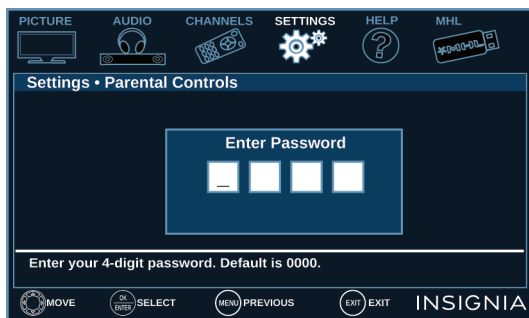 PICTURE AUDIO CHANNELS SETTINGS HELP MHL
MHL
Settings • Parental Controls
Enter Password
_
Enter your 4-digit password. Default is 0000.
MOVE OK ENTER SELECT MENU PREVIOUS EXIT EXIT INSIGNIA